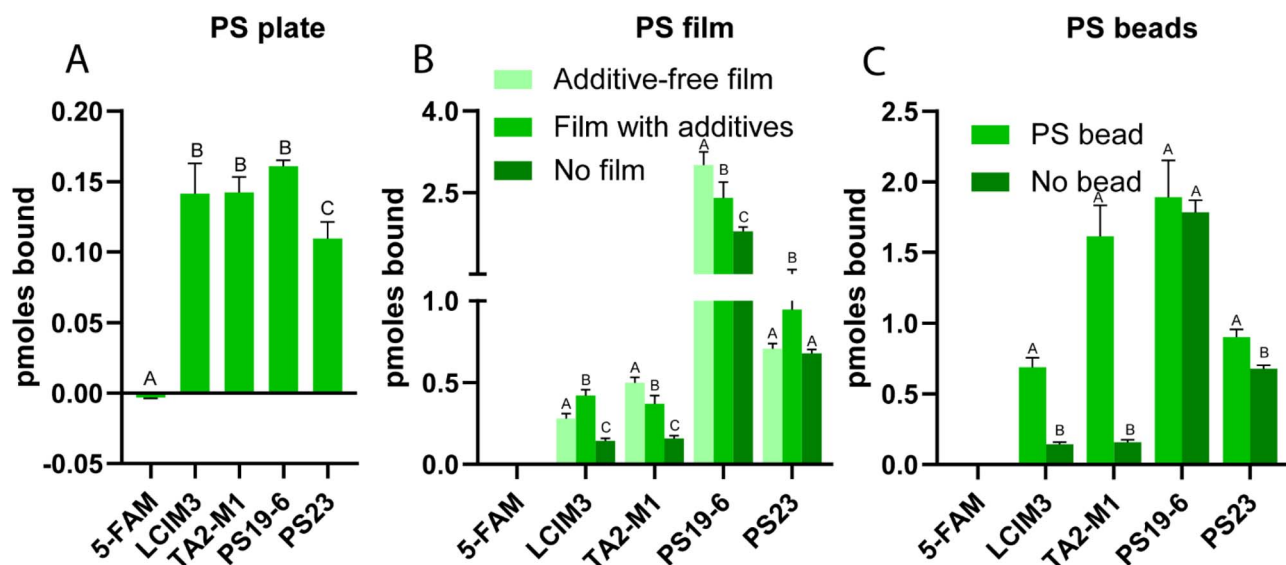 PS plate
A
pmoles bound
0.20
0.15
0.10
0.05
0.00
-0.05
B
B
B
C
A
5-FAM
LCIM3
TA2-M1
PS19-6
PS23
PS film
B
Additive-free film
Film with additives
No film
pmoles bound
4.0
2.5
1.0
0.5
0.0
A
B
C
A
B
C
A
B
C
A
B
A
5-FAM
LCIM3
TA2-M1
PS19-6
PS23
PS beads
C
PS bead
No bead
pmoles bound
2.5
2.0
1.5
1.0
0.5
0.0
A
B
A
B
A
A
A
B
5-FAM
LCIM3
TA2-M1
PS19-6
PS23